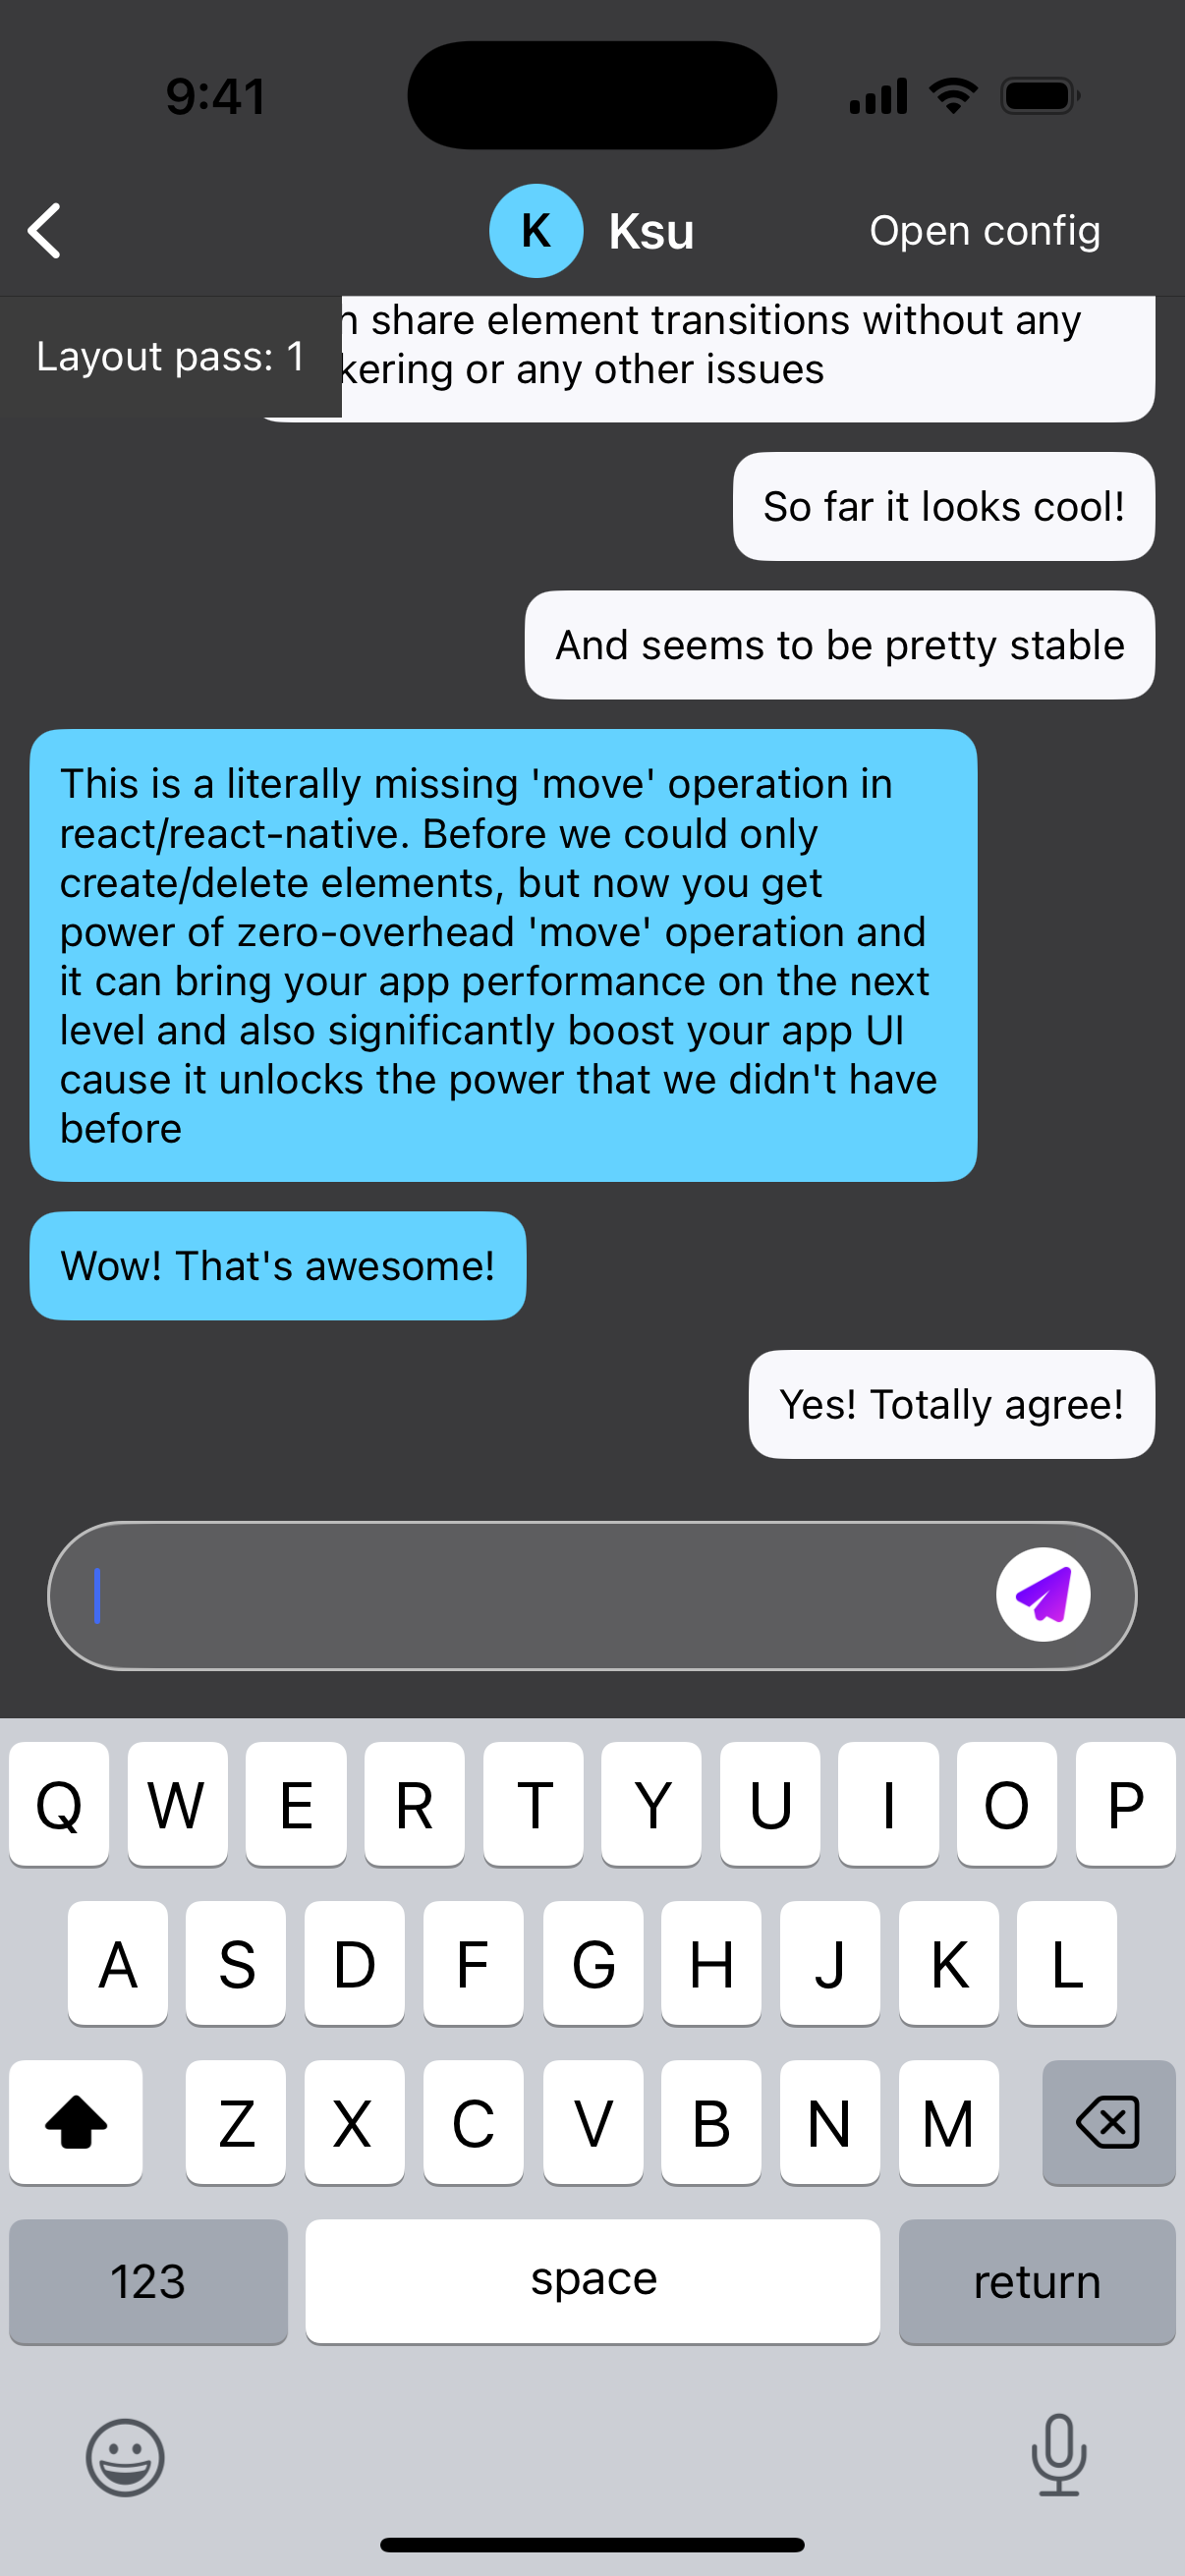 9:41
K Ksu
Open config
Layout pass: 1
share element transitions without any
or any other issues
So far it looks cool!
And seems to be pretty stable
This is a literally missing 'move' operation in
react/react-native. Before we could only
create/delete elements, but now you get
power of zero-overhead 'move' operation and
it can bring your app performance on the next
level and also significantly boost your app UI
cause it unlocks the power that we didn't have
before
Wow! That's awesome!
Yes! Totally agree!
Q W E R T Y U I O P
A S D F G H J K L
Z X C V B N M
123 space return